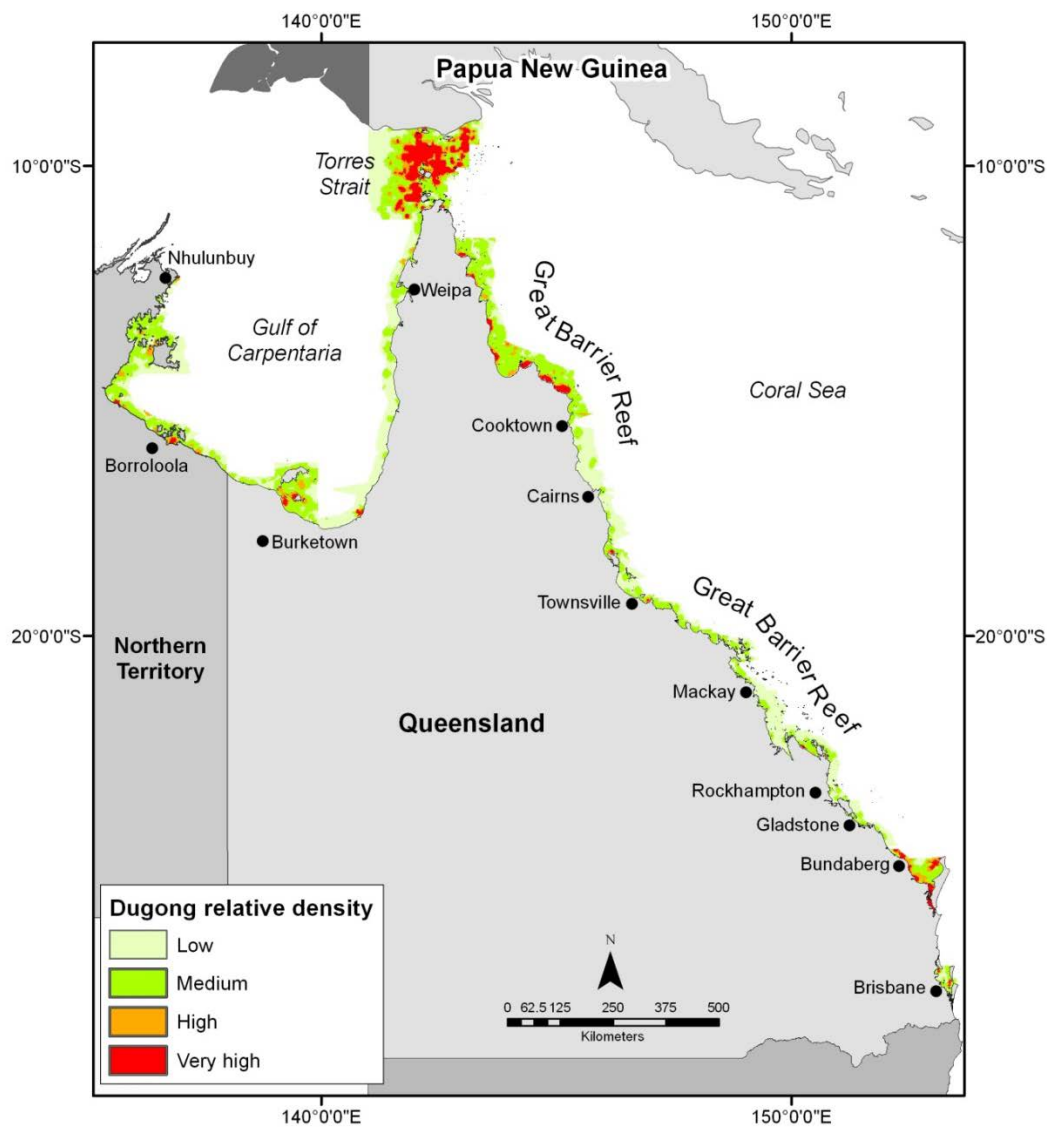 140°0'0"E
150°0'0"E
Papua New Guinea
10°0'0"S
10°0'0"S
Torres
Strait
Nhulunbuy
Weipa
Great Barrier Reef
Gulf of
Carpentaria
Coral Sea
Cooktown
Borroloola
Cairns
Burketown
Townsville
Great Barrier Reef
20°0'0"S
20°0'0"S
Northern
Territory
Mackay
Queensland
Rockhampton
Gladstone
Bundaberg
Dugong relative density
Low
Medium
High
Very high
N
Brisbane
0 62.5 125 250 375 500
Kilometers
140°0'0"E
150°0'0"E